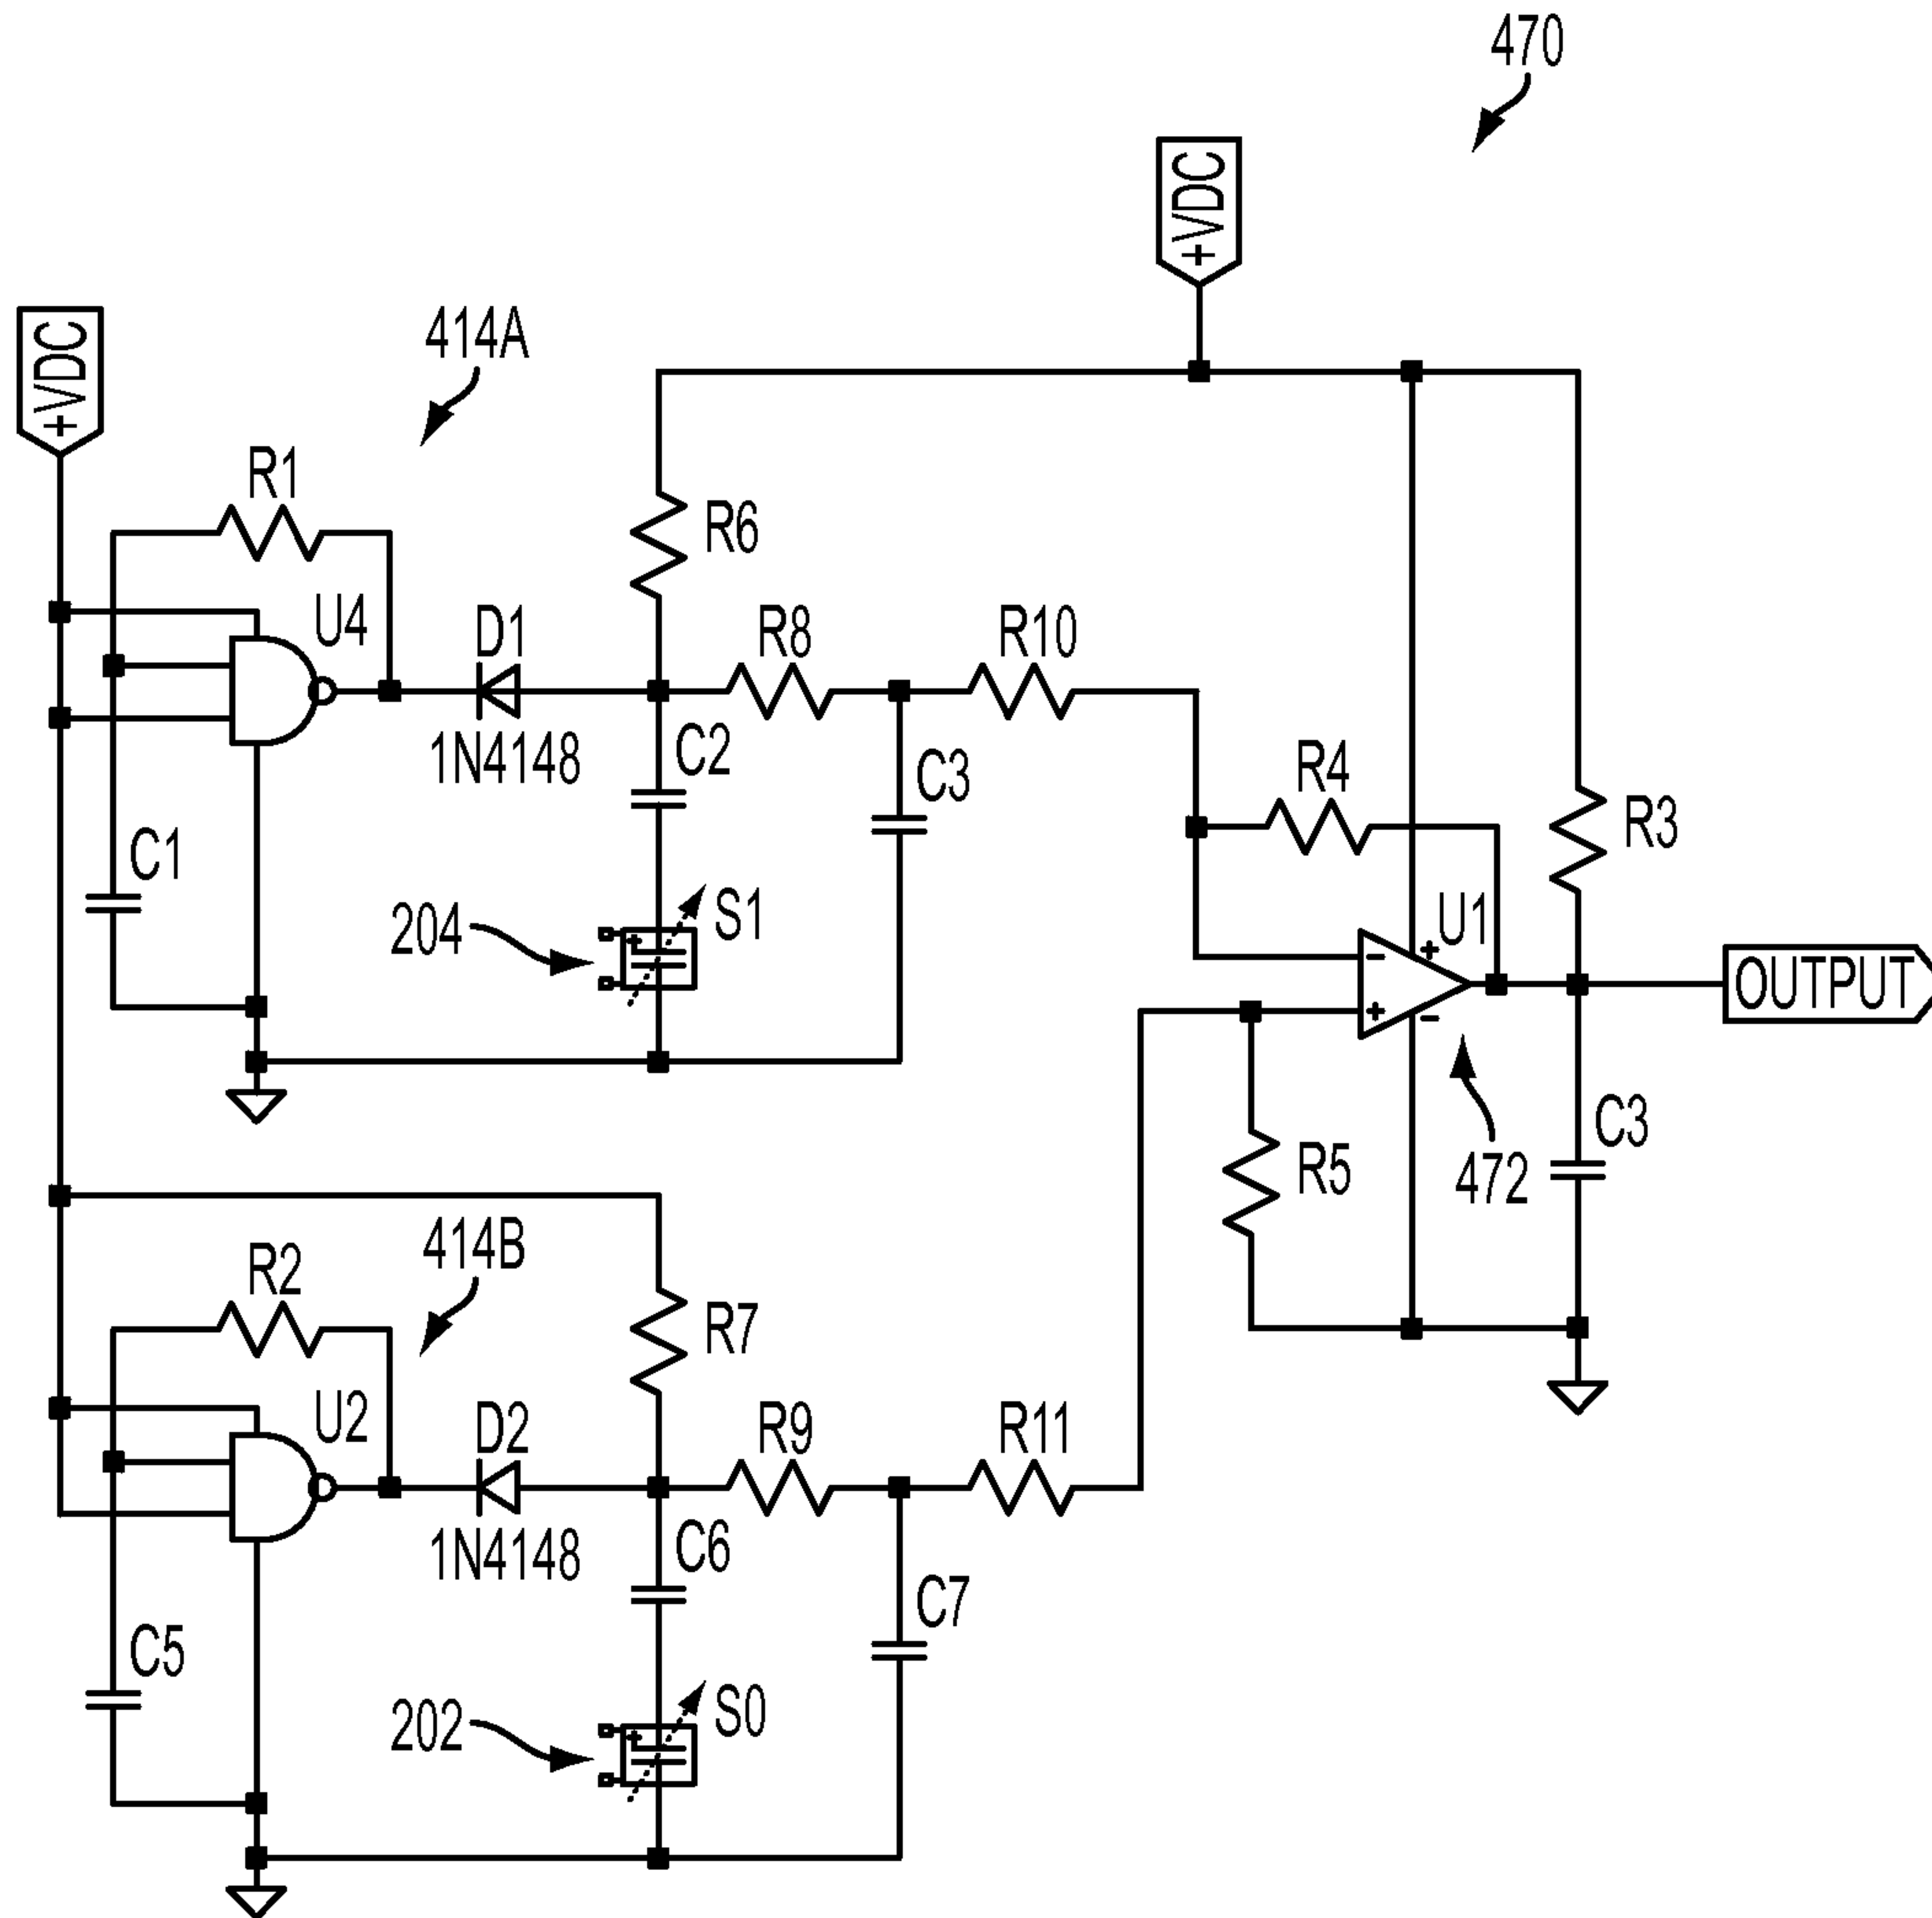 470
+VDC
+VDC
414A
R1
R6
U4
D1
R8
R10
1N4148
C2
C3
R4
R3
C1
204
S1
+
U1
-
+
+
-
OUTPUT
C3
R5
472
414B
R2
R7
U2
D2
R9
R11
1N4148
C6
C7
C5
202
S0
+